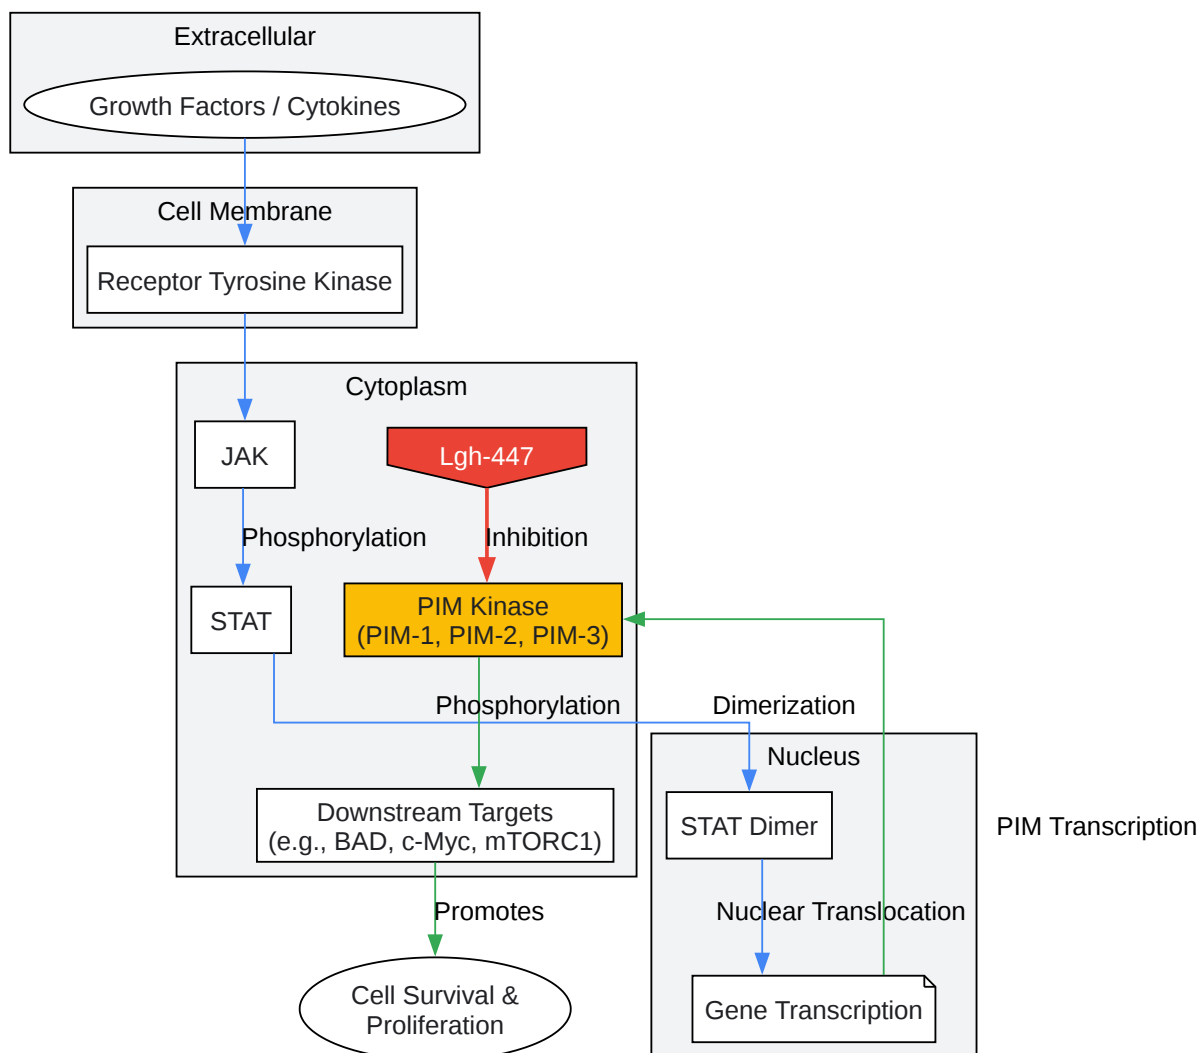 Extracellular
Growth Factors / Cytokines
Cell Membrane
Receptor Tyrosine Kinase
Cytoplasm
JAK
Lgh-447
Phosphorylation
Inhibition
STAT
PIM Kinase
(PIM-1, PIM-2, PIM-3)
Phosphorylation
Dimerization
Nucleus
Downstream Targets
(e.g., BAD, c-Myc, mTORC1)
STAT Dimer
PIM Transcription
Promotes
Nuclear Translocation
Cell Survival &
Proliferation
Gene Transcription